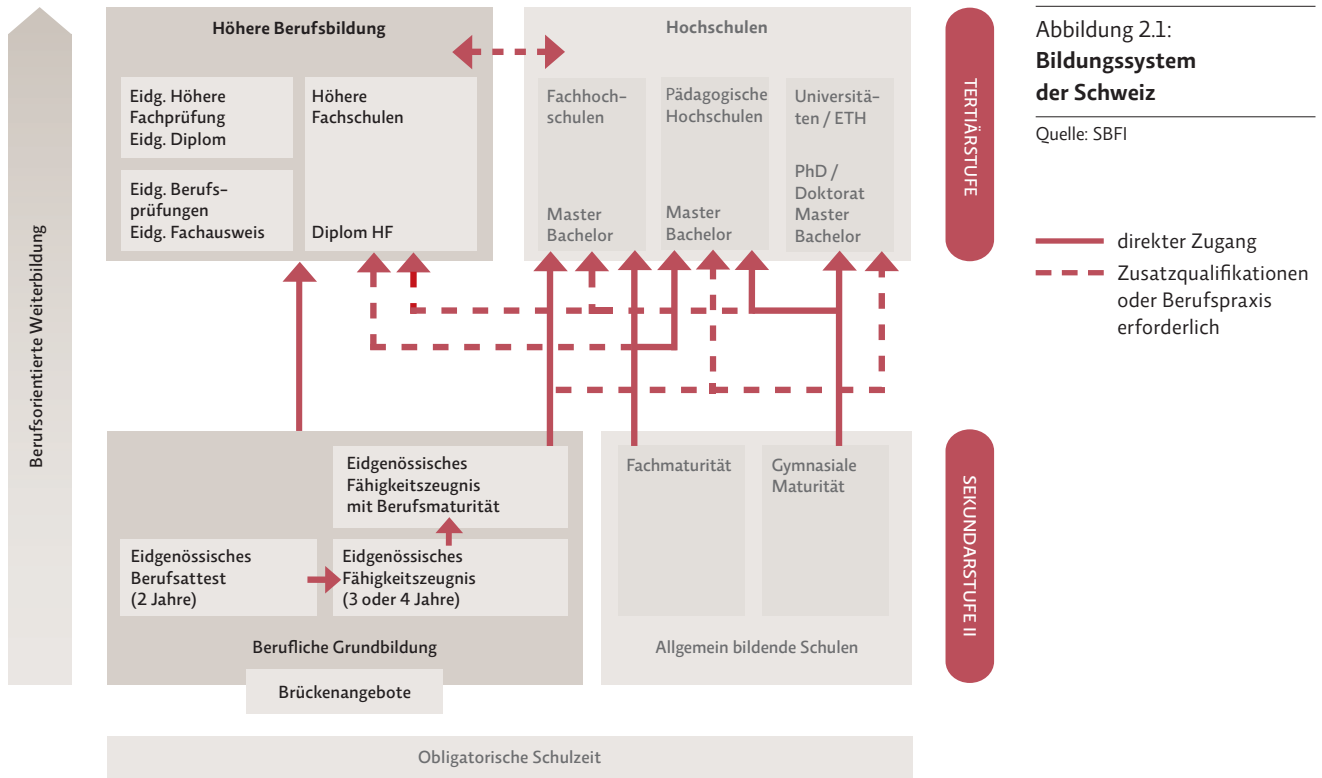 Höhere Berufsbildung
Eidg. Höhere
Fachprüfung
Eidg. Diplom
Eidg. Berufs-
prüfungen
Eidg. Fachausweis
Höhere
Fachschulen
Diplom HF
Hochschulen
Fachhoch-
schulen
Master
Bachelor
Pädagogische
Hochschulen
Master
Bachelor
Universitä-
ten / ETH
PhD /
Doktorat
Master
Bachelor
TERTIÄRSTUFE
Abbildung 2.1:
Bildungssystem
der Schweiz
Quelle: SBFI
direkter Zugang
Zusatzqualifikationen
oder Berufspraxis
erforderlich
Berufsorientierte Weiterbildung
Eidgenössisches
Fähigkeitszeugnis
mit Berufsmaturität
Eidgenössisches
Berufsattest
(2 Jahre)
Eidgenössisches
Fähigkeitszeugnis
(3 oder 4 Jahre)
Berufliche Grundbildung
Brückenangebote
Fachmaturität
Gymnasiale
Maturität
Allgemein bildende Schulen
SEKUNDARSTUFE II
Obligatorische Schulzeit